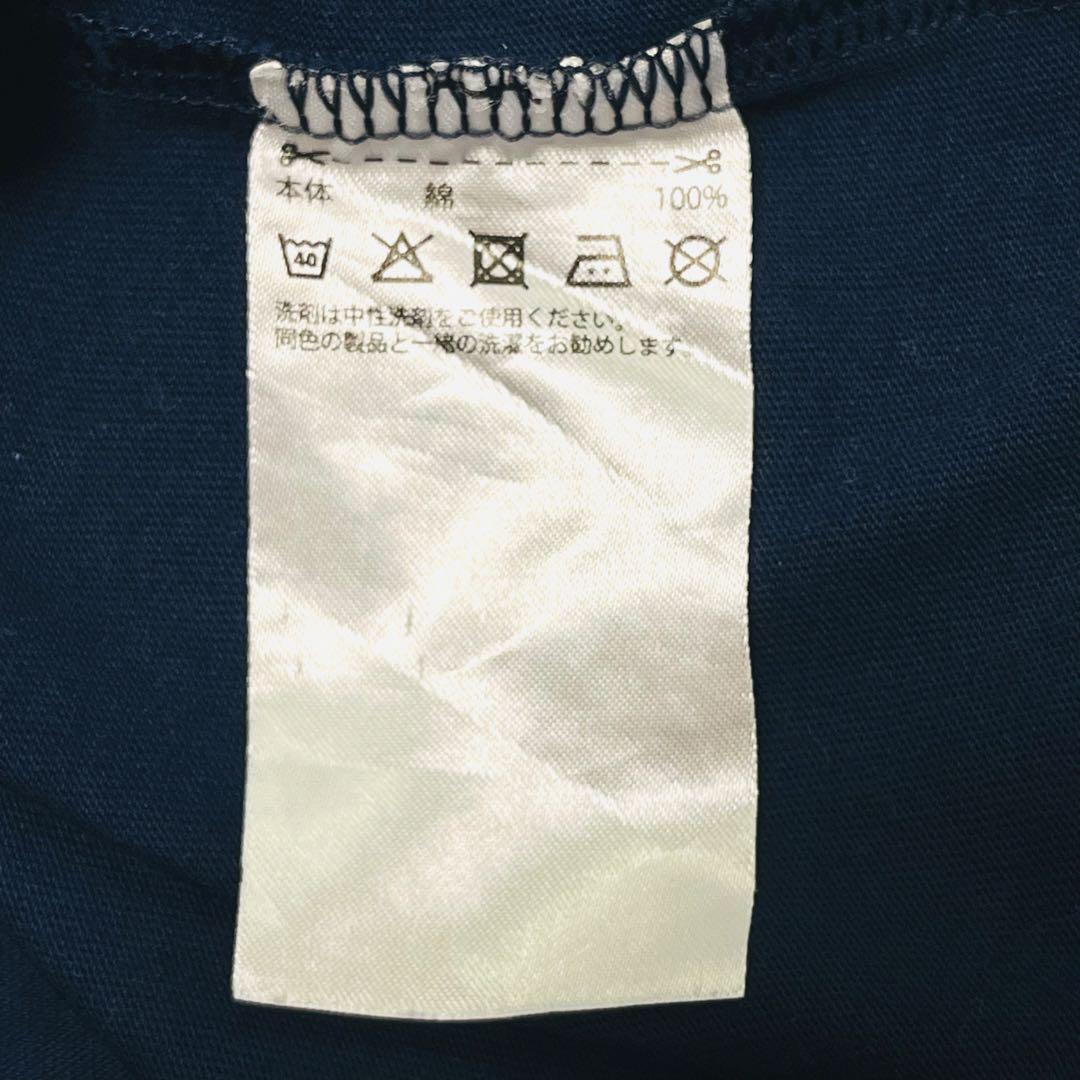 本体 綿 100%
40
洗剤は中性洗剤をご使用ください。
同色の製品と一緒の洗濯をお勧めします。